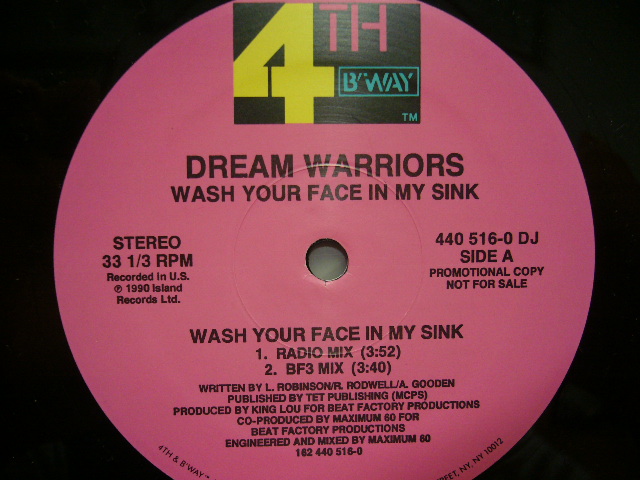 4TH
B'WAY
TM
DREAM WARRIORS
WASH YOUR FACE IN MY SINK
STEREO
33 1/3 RPM
Recorded in U.S.
℗ 1990 Island
Records Ltd.
440 516-0 DJ
SIDE A
PROMOTIONAL COPY
NOT FOR SALE
WASH YOUR FACE IN MY SINK
1. RADIO MIX (3:52)
2. BF3 MIX (3:40)
WRITTEN BY L. ROBINSON/R. RODWELL/A. GOODEN
PUBLISHED BY TET PUBLISHING (MCPS)
PRODUCED BY KING LOU FOR BEAT FACTORY PRODUCTIONS
CO-PRODUCED BY MAXIMUM 60 FOR
BEAT FACTORY PRODUCTIONS
ENGINEERED AND MIXED BY MAXIMUM 60
162 440 516-0
4TH & B'WAY
STREET, NY, NY 10012